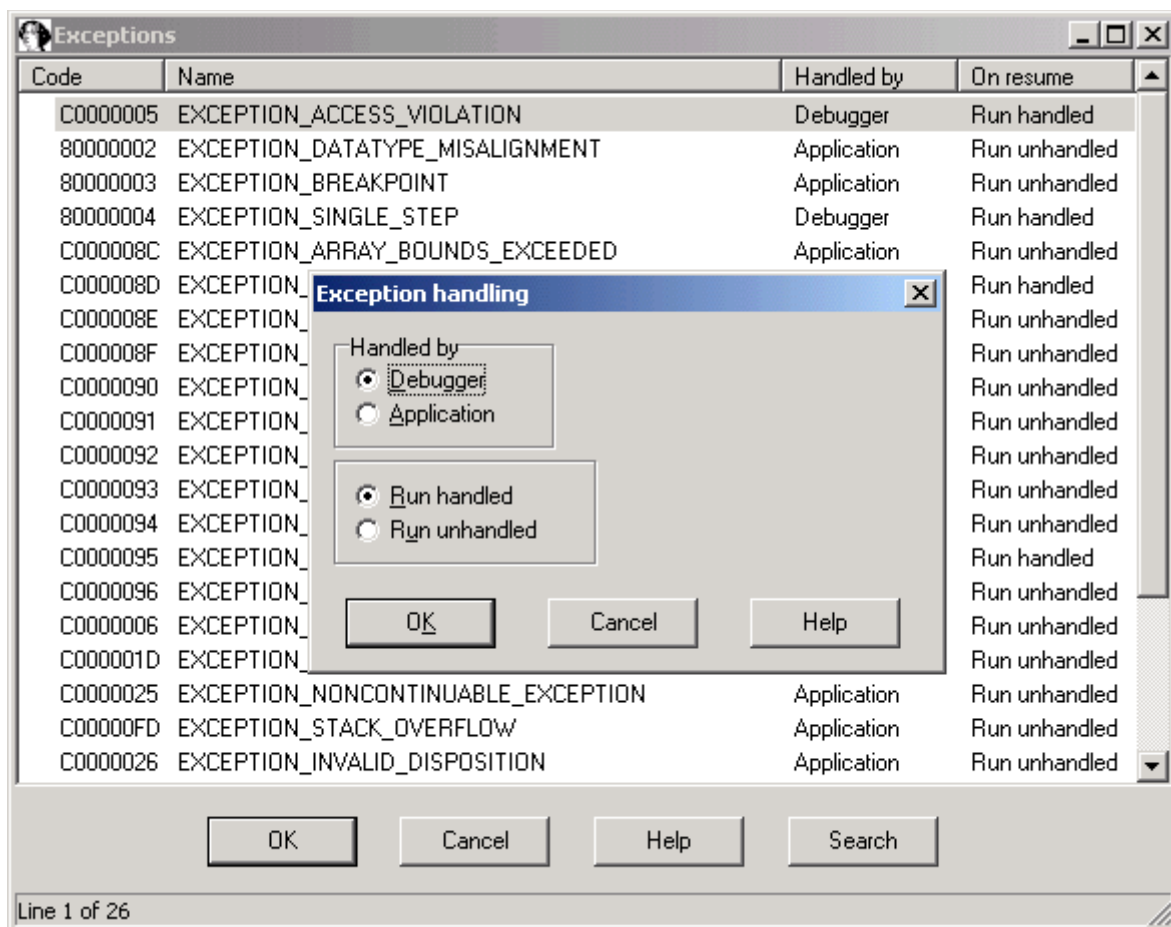 Exceptions
Code Name Handled by On resume
C0000005 EXCEPTION_ACCESS_VIOLATION Debugger Run handled
80000002 EXCEPTION_DATATYPE_MISALIGNMENT Application Run unhandled
80000003 EXCEPTION_BREAKPOINT Application Run unhandled
80000004 EXCEPTION_SINGLE_STEP Debugger Run handled
C000008C EXCEPTION_ARRAY_BOUNDS_EXCEEDED Application Run unhandled
C000008D EXCEPTION_ Run handled
C000008E EXCEPTION_ Run unhandled
C000008F EXCEPTION_ Run unhandled
C0000090 EXCEPTION_ Run unhandled
C0000091 EXCEPTION_ Run unhandled
C0000092 EXCEPTION_ Run unhandled
C0000093 EXCEPTION_ Run unhandled
C0000094 EXCEPTION_ Run unhandled
C0000095 EXCEPTION_ Run handled
C0000096 EXCEPTION_ Run unhandled
C0000006 EXCEPTION_ Run unhandled
C000001D EXCEPTION_ Run unhandled
C0000025 EXCEPTION_NONCONTINUABLE_EXCEPTION Application Run unhandled
C00000FD EXCEPTION_STACK_OVERFLOW Application Run unhandled
C0000026 EXCEPTION_INVALID_DISPOSITION Application Run unhandled
Exception handling
Handled by
Debugger
Application
Run handled
Run unhandled
OK Cancel Help
OK Cancel Help Search
Line 1 of 26